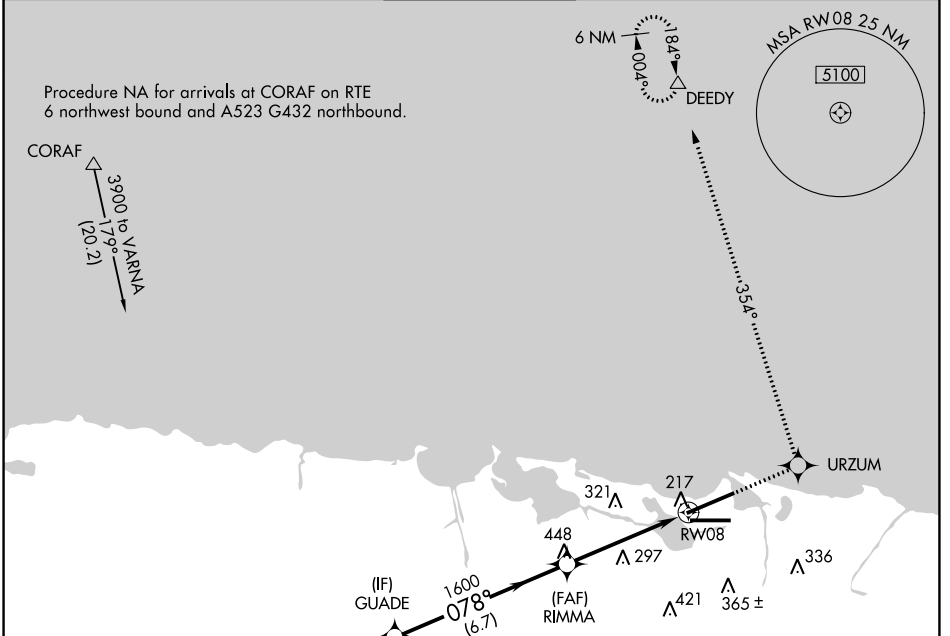 6 NM
184°
004°
DEEDY
MSA RW08 25 NM
5100
Procedure NA for arrivals at CORAF on RTE
6 northwest bound and A523 G432 northbound.
CORAF
3900 to VARNA
179°
(20.2)
354°
URZUM
321
217
RW08
448
297
336
(IF)
GUADE
1600
078°
(6.7)
(FAF)
RIMMA
421
365 ±